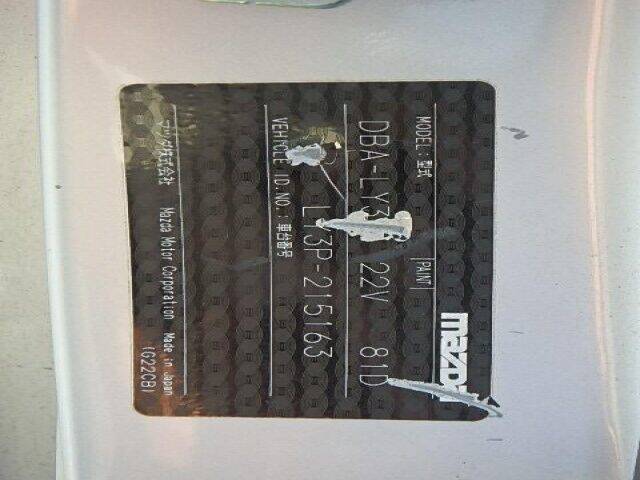 mazda
MODEL:型式 PAINT
DBA-LY3 22V 81D
VEHICLE ID.NO.:車台番号
LY3P-215163
マツダ株式会社 Mazda Motor Corporation Made in Japan
(G22CB)